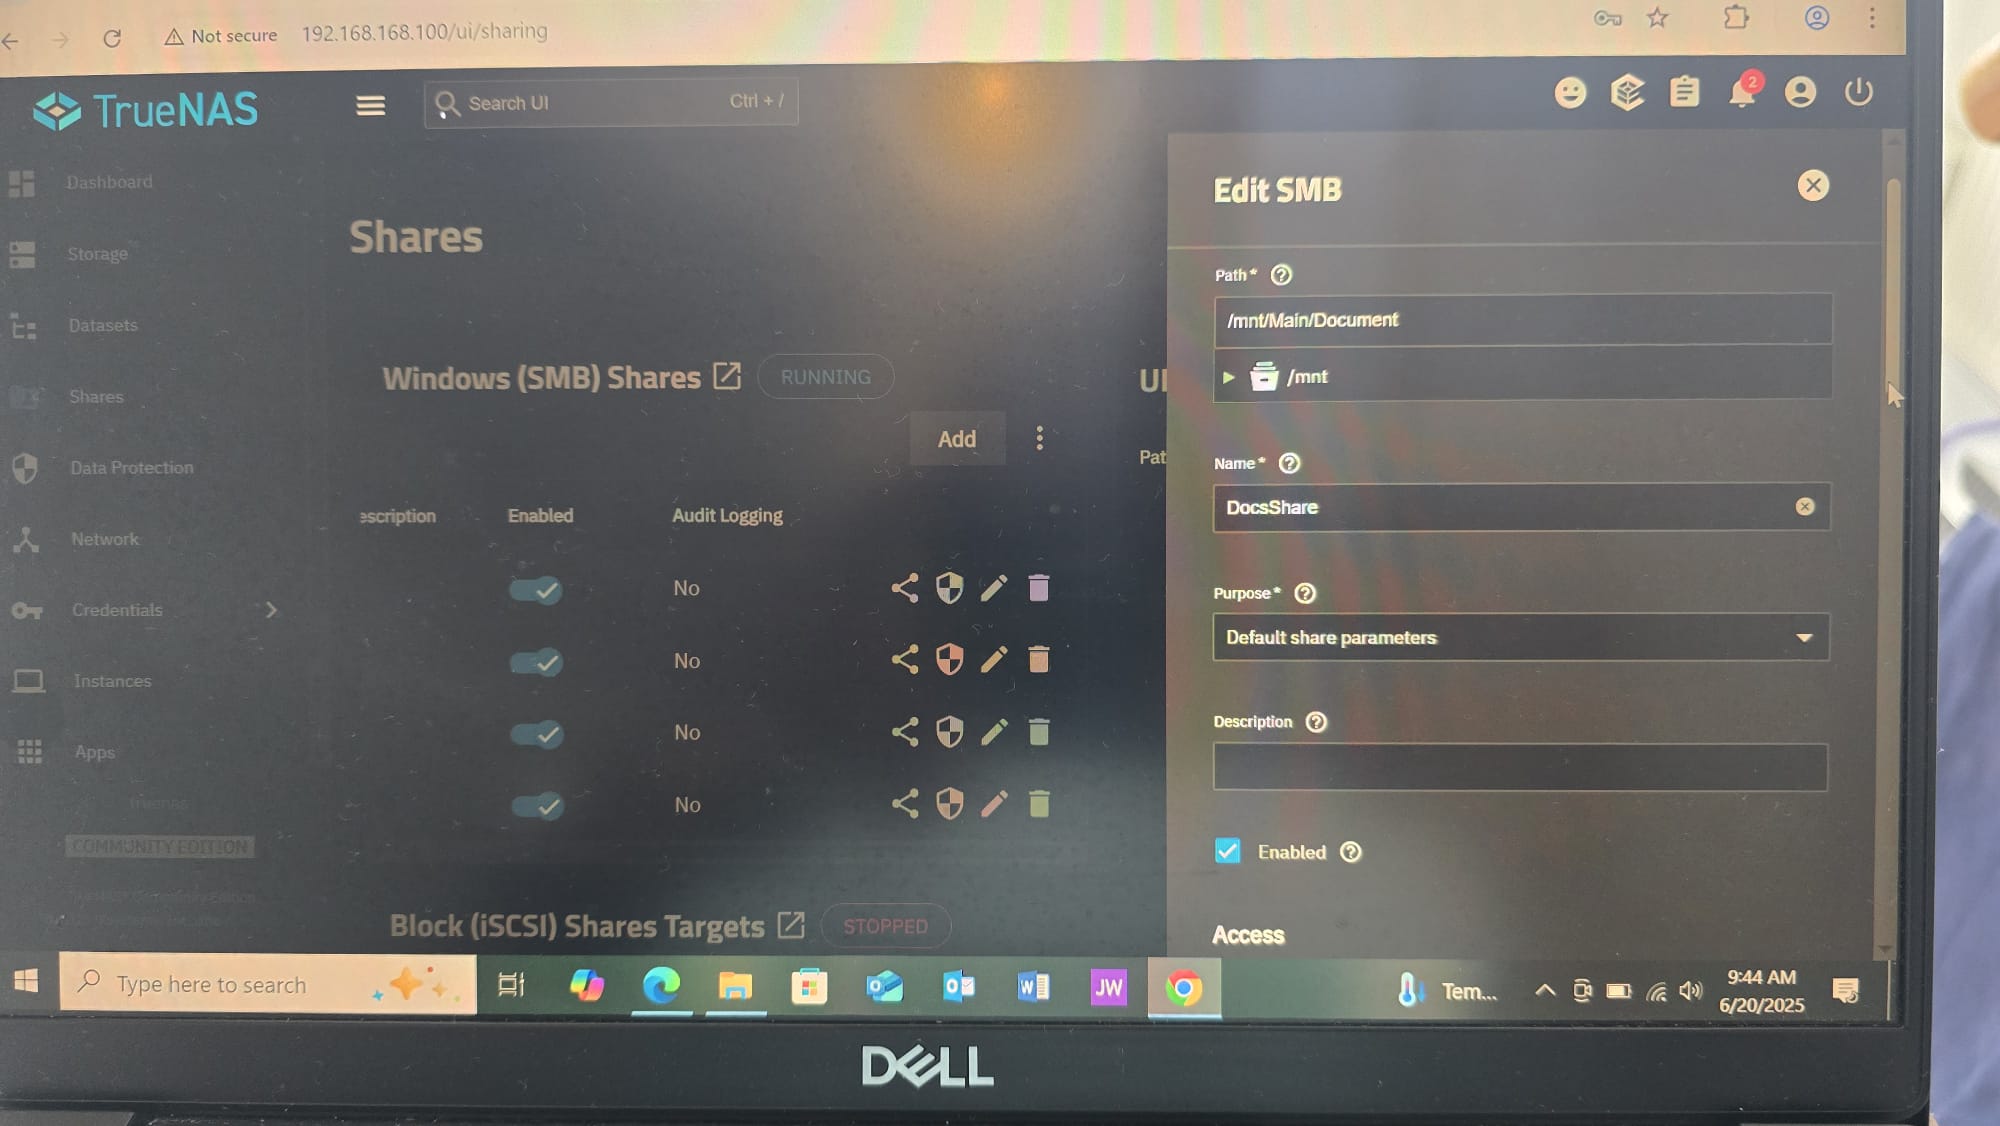 Not secure 192.168.168.100/ui/sharing
TrueNAS
Search UI Ctrl + /
2
Dashboard
Storage
Datasets
Shares
Data Protection
Network
Credentials
Instances
Apps
truenas
COMMUNITY EDITION
Shares
Windows (SMB) Shares RUNNING
Add
escription Enabled Audit Logging
No
No
No
No
Block (iSCSI) Shares Targets STOPPED
Pat
Edit SMB
Path*
/mnt/Main/Document
/mnt
Name*
DocsShare
Purpose*
Default share parameters
Description
Enabled
Access
Type here to search
JW
Tem...
9:44 AM
6/20/2025
DELL